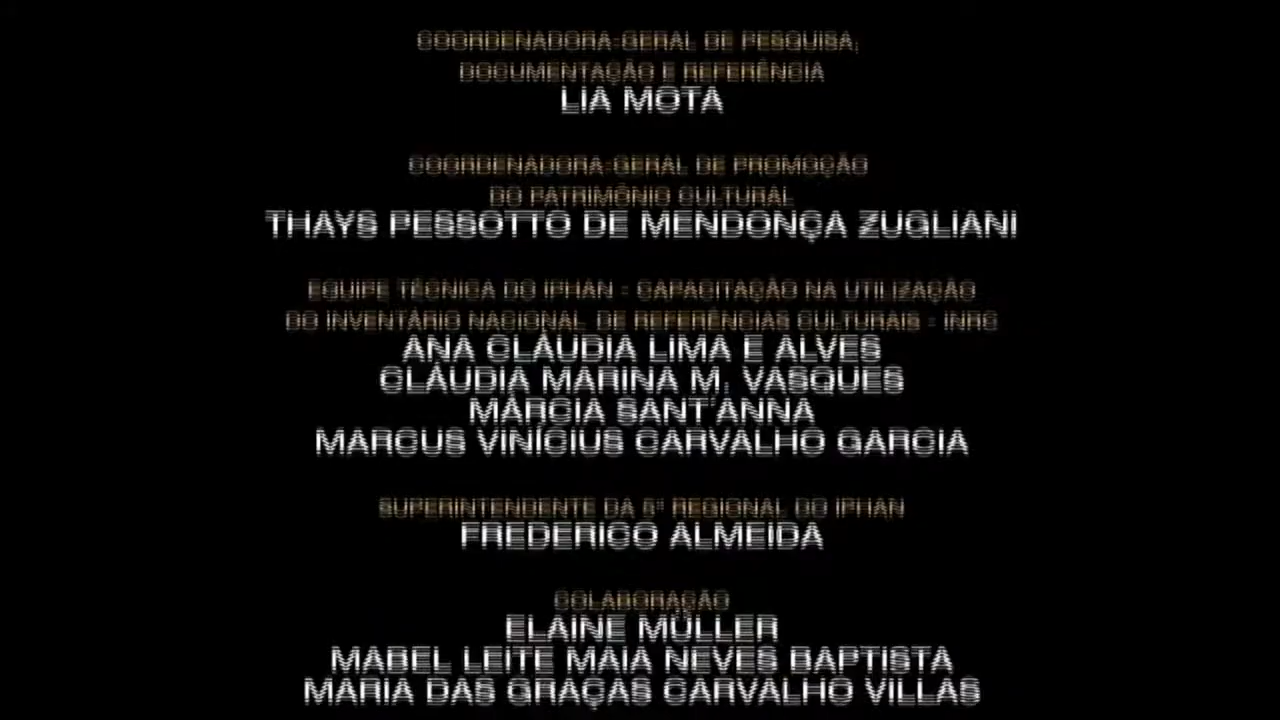 COORDENADORA-GERAL DE PESQUISA,
DOCUMENTAÇÃO E REFERÊNCIA
LIA MOTA
COORDENADORA-GERAL DE PROMOÇÃO
DO PATRIMÔNIO CULTURAL
THAYS PESSOTTO DE MENDONÇA ZUGLIANI
EQUIPE TÉCNICA DO IPHAN - CAPACITAÇÃO NA UTILIZAÇÃO
DO INVENTÁRIO NACIONAL DE REFERÊNCIAS CULTURAIS - INRC
ANA CLÁUDIA LIMA E ALVES
CLÁUDIA MARINA M. VASQUES
MÁRCIA SANT'ANNA
MARCUS VINÍCIUS CARVALHO GARCIA
SUPERINTENDENTE DA 5ª REGIONAL DO IPHAN
FREDERICO ALMEIDA
COLABORAÇÃO
ELAINE MÜLLER
MABEL LEITE MAIA NEVES BAPTISTA
MARIA DAS GRAÇAS CARVALHO VILLAS